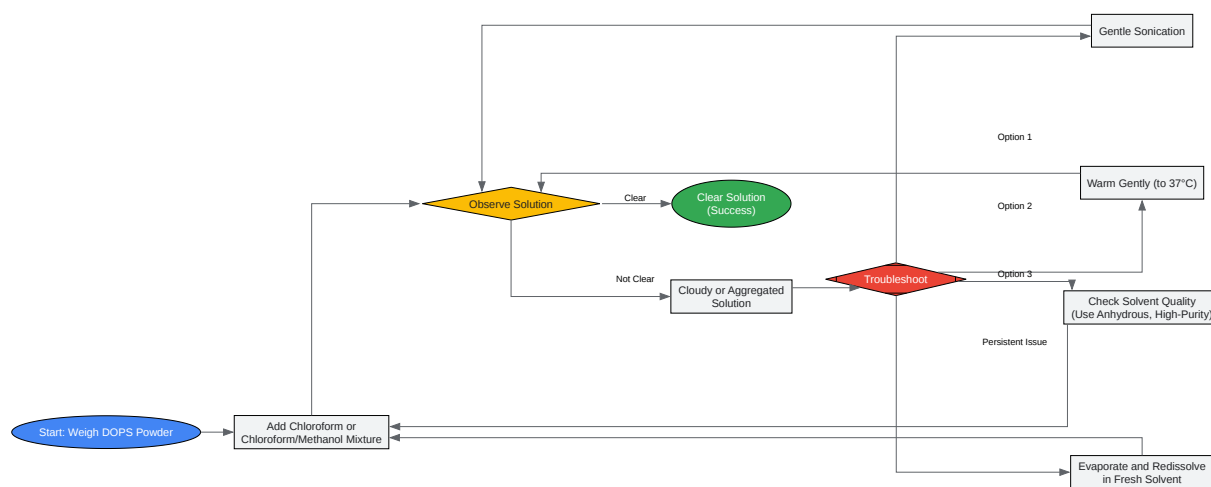 Gentle Sonication
Option 1
Warm Gently (to 37°C)
Observe Solution
Clear
Clear Solution
(Success)
Option 2
Not Clear
Cloudy or Aggregated
Solution
Troubleshoot
Option 3
Check Solvent Quality
(Use Anhydrous, High-Purity)
Persistent Issue
Start: Weigh DOPS Powder
Add Chloroform or
Chloroform/Methanol Mixture
Evaporate and Redissolve
in Fresh Solvent